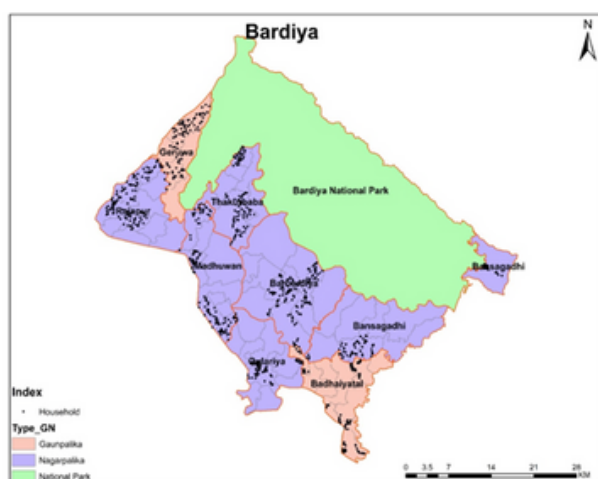 Bardiya
N
Geruwa
Rajapur
Thakurbaba
Bardiya National Park
Madhuwan
Barbardiya
Bansagadhi
Bansagadhi
Gulariya
Badhaiyatal
Index
Household
Type_GN
Gaunpalika
Nagarpalika
National Park
0 3.5 7 14 21 28
KM